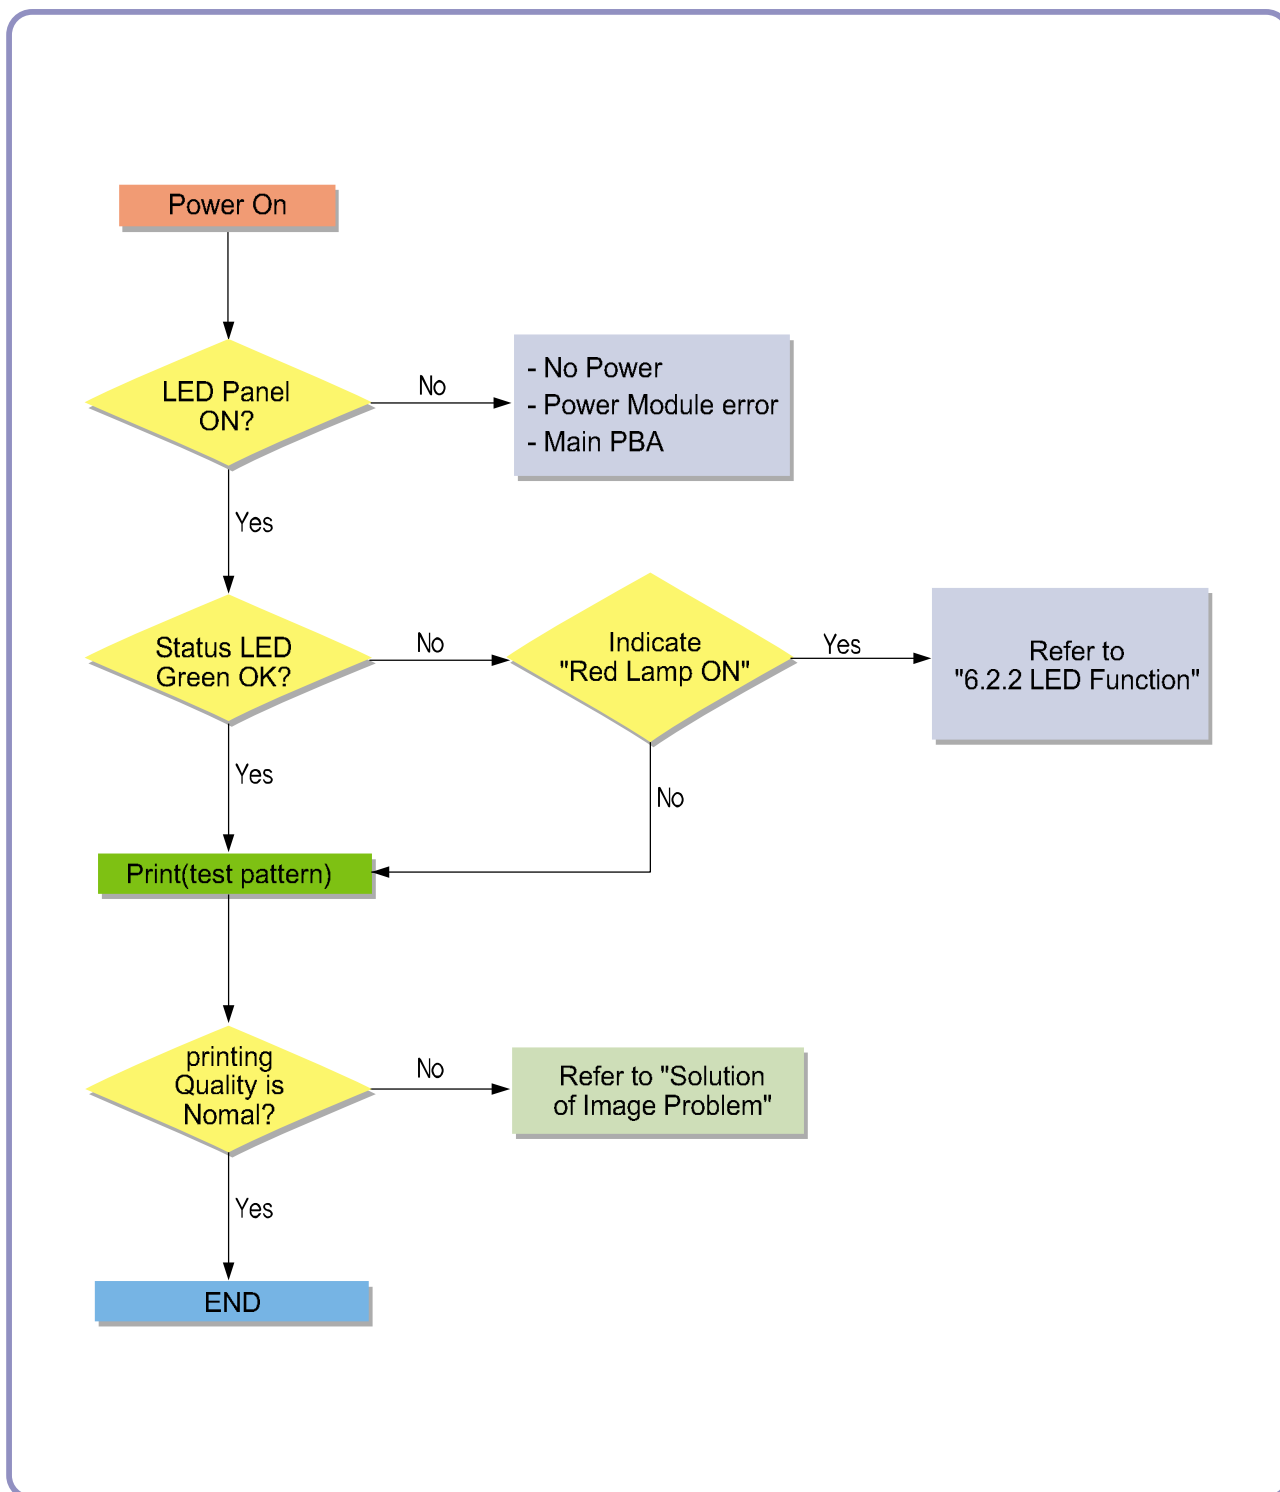 Power On
LED Panel
ON?
No
- No Power
- Power Module error
- Main PBA
Yes
Status LED
Green OK?
No
Indicate
"Red Lamp ON"
Yes
Refer to
"6.2.2 LED Function"
Yes
No
Print(test pattern)
printing
Quality is
Nomal?
No
Refer to "Solution
of Image Problem"
Yes
END